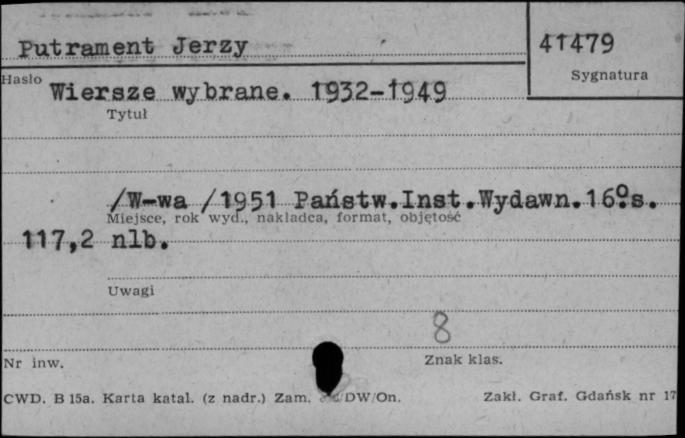 Putrament Jerzy
41479
Hasło
Sygnatura
Wiersze wybrane. 1932-1949
Tytuł
/W-wa /1951 Państw.Inst.Wydawn.16º.s.
Miejsce, rok wyd., nakładca, format, objętość
117,2 nlb.
Uwagi
8
Nr inw.
Znak klas.
CWD. B 15a. Karta katal. (z nadr.) Zam. DW/On.
Zakł. Graf. Gdańsk nr 17